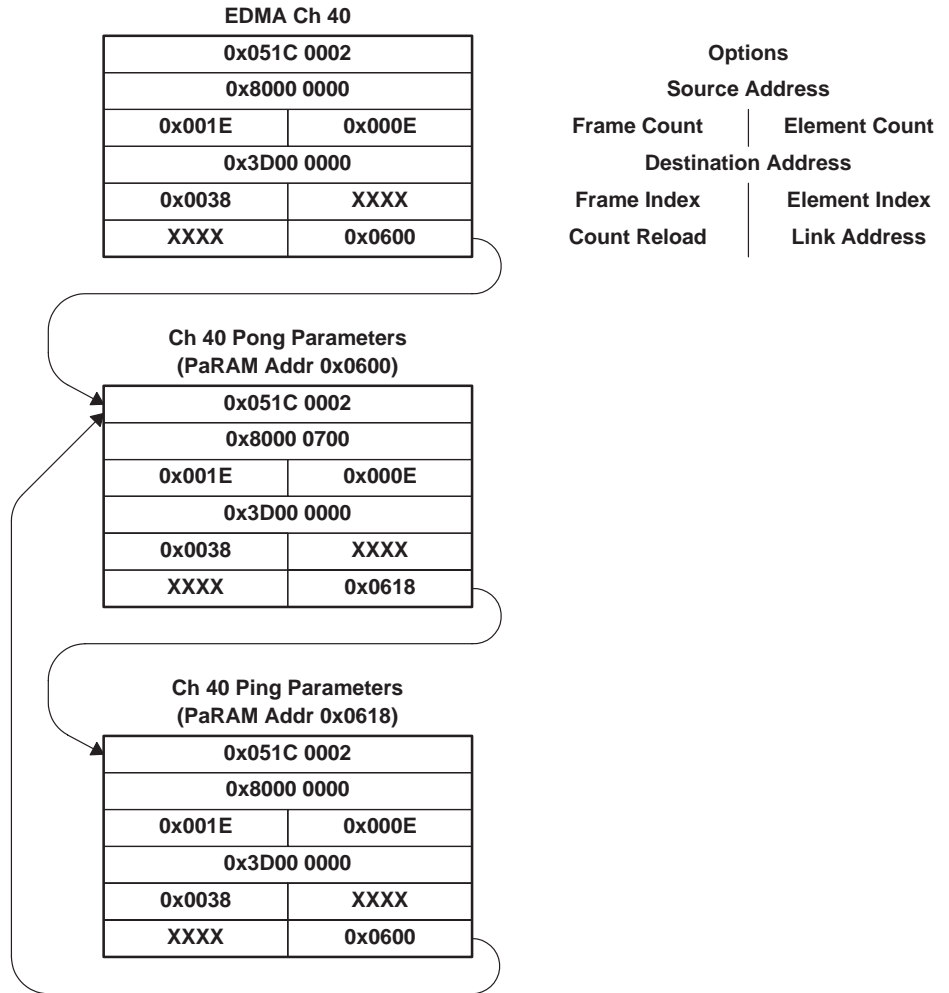 EDMA Ch 40
0x051C 0002
0x8000 0000
0x001E 0x000E
0x3D00 0000
0x0038 XXXX
XXXX 0x0600
Options
Source Address
Frame Count Element Count
Destination Address
Frame Index Element Index
Count Reload Link Address
Ch 40 Pong Parameters
(PaRAM Addr 0x0600)
0x051C 0002
0x8000 0700
0x001E 0x000E
0x3D00 0000
0x0038 XXXX
XXXX 0x0618
Ch 40 Ping Parameters
(PaRAM Addr 0x0618)
0x051C 0002
0x8000 0000
0x001E 0x000E
0x3D00 0000
0x0038 XXXX
XXXX 0x0600